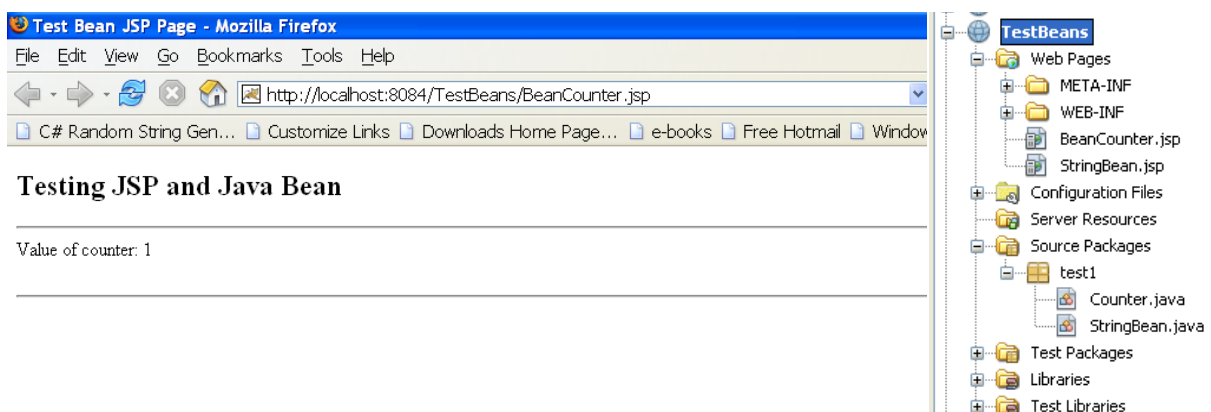 Test Bean JSP Page - Mozilla Firefox
File Edit View Go Bookmarks Tools Help
http://localhost:8084/TestBeans/BeanCounter.jsp
C# Random String Gen... Customize Links Downloads Home Page... e-books Free Hotmail Window
Testing JSP and Java Bean
Value of counter: 1
TestBeans
Web Pages
META-INF
WEB-INF
BeanCounter.jsp
StringBean.jsp
Configuration Files
Server Resources
Source Packages
test1
Counter.java
StringBean.java
Test Packages
Libraries
Test Libraries